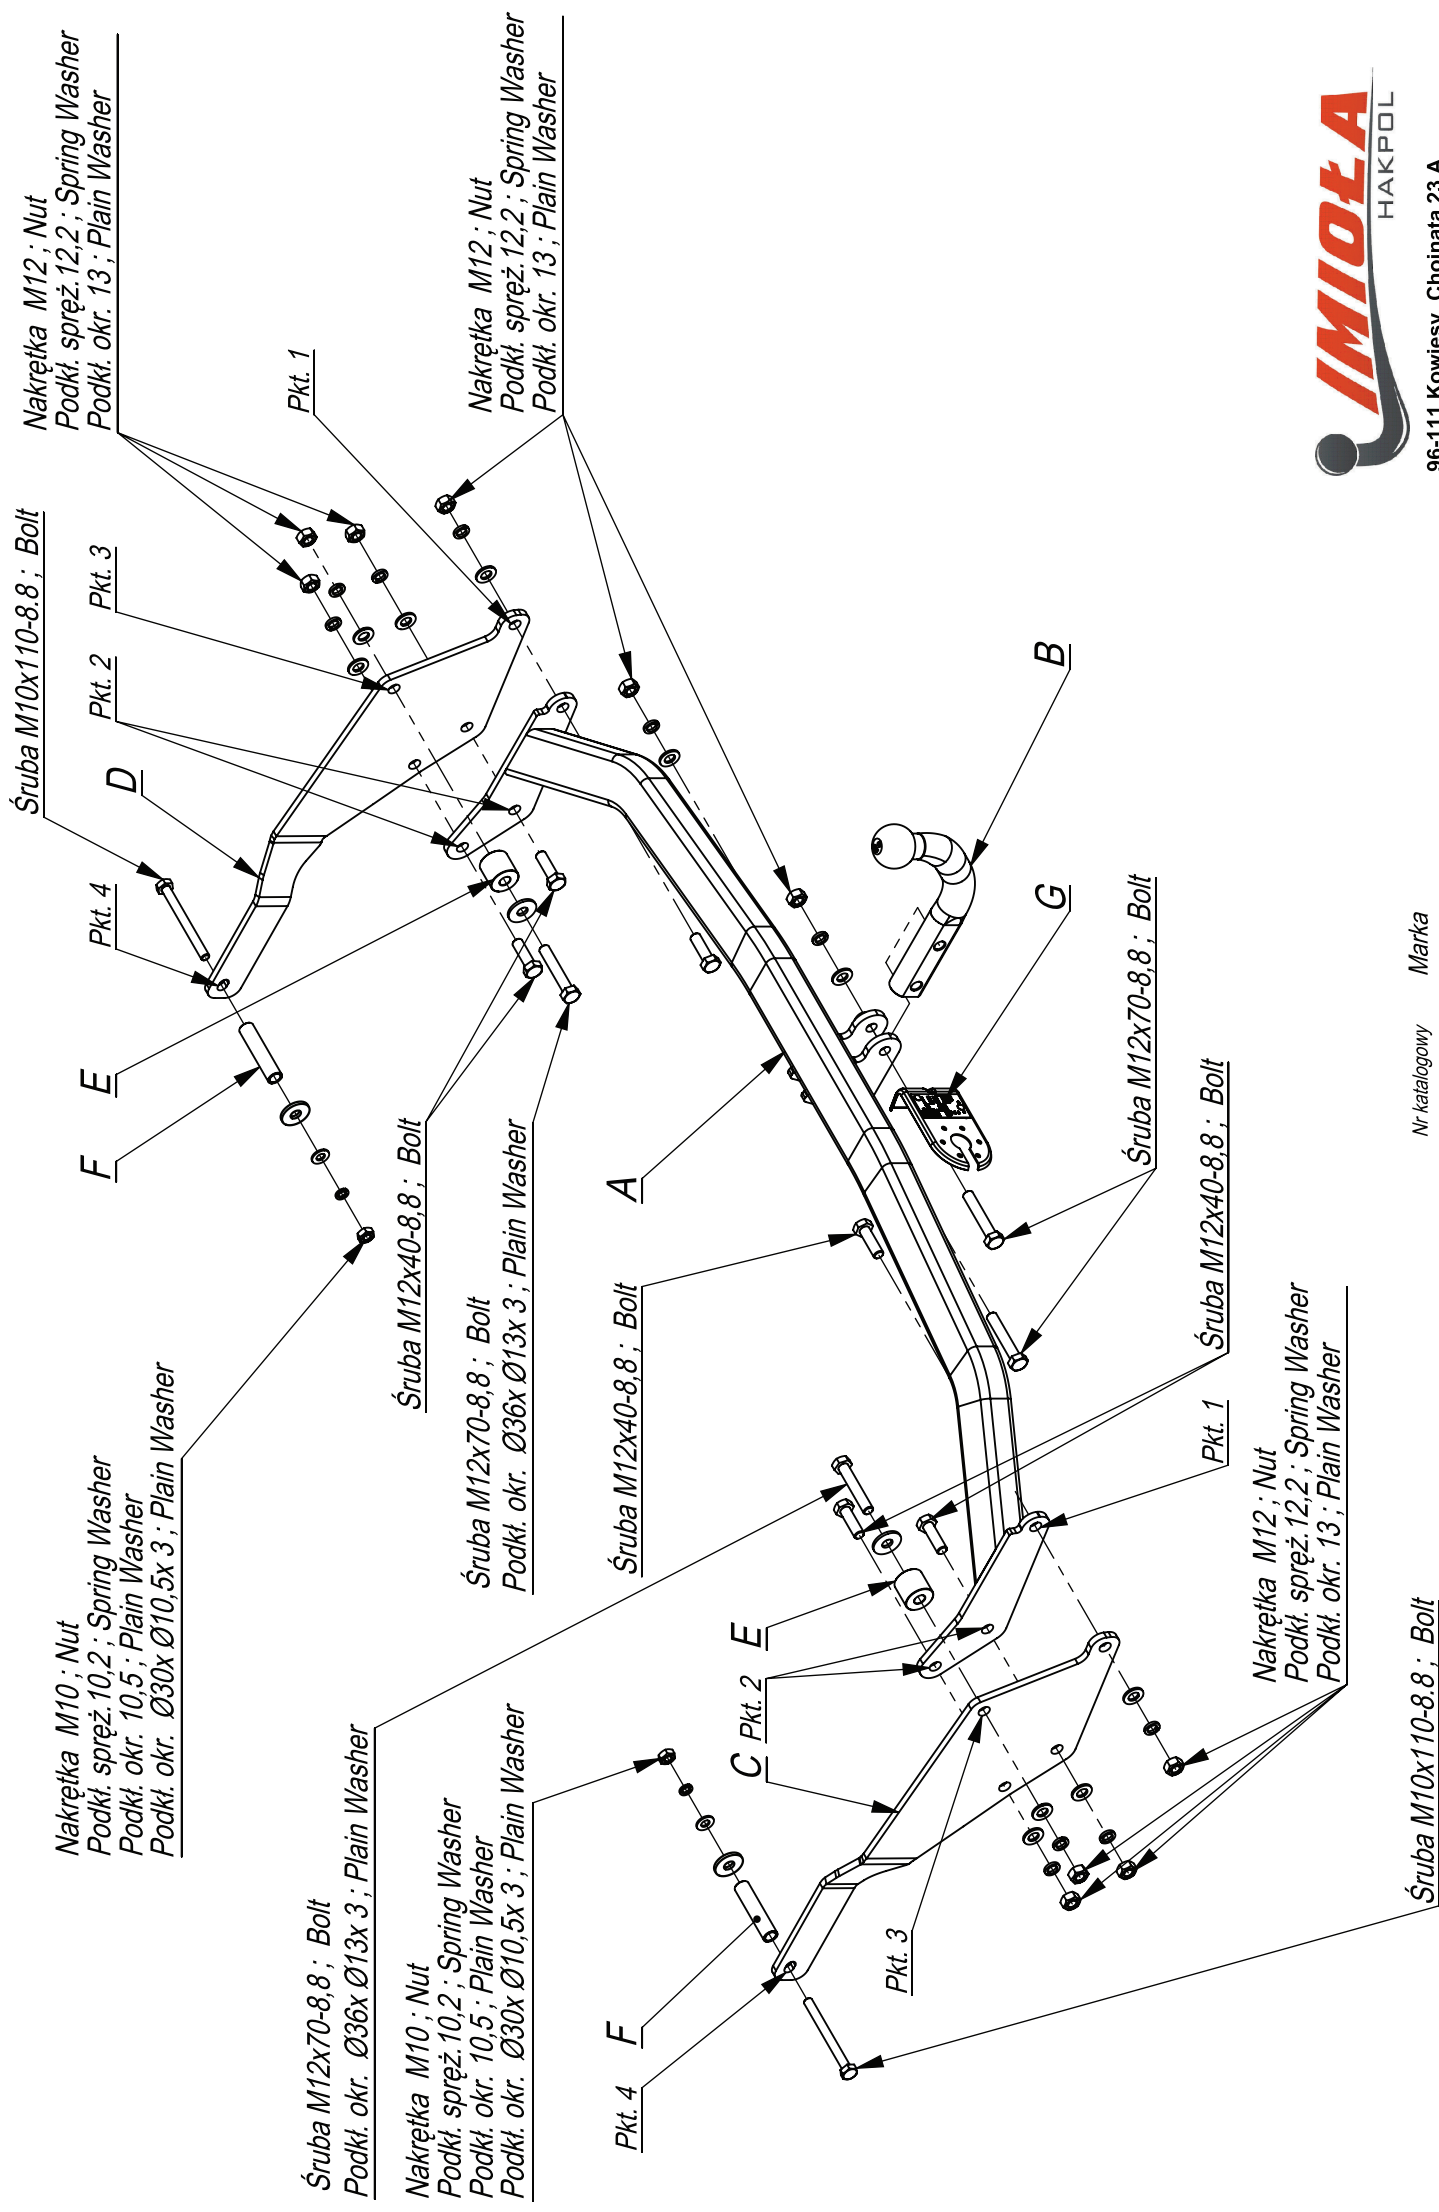 Nakrętka M12 ; Nut
Podkł. spręż.12,2 ; Spring Washer
Podkł. okr. 13 ; Plain Washer
Śruba M10x110-8.8 ; Bolt
Pkt. 3
Pkt. 2
D
Pkt. 4
Pkt. 1
Nakrętka M12 ; Nut
Podkł. spręż.12,2 ; Spring Washer
Podkł. okr. 13 ; Plain Washer
E
F
Śruba M12x40-8,8 ; Bolt
Śruba M12x70-8,8 ; Bolt
Podkł. okr. Ø36x Ø13x 3 ; Plain Washer
Nakrętka M10 ; Nut
Podkł. spręż.10,2 ; Spring Washer
Podkł. okr. 10,5 ; Plain Washer
Podkł. okr. Ø30x Ø10,5x 3 ; Plain Washer
A
B
G
Śruba M12x40-8,8 ; Bolt
Śruba M12x70-8,8 ; Bolt
Śruba M12x40-8,8 ; Bolt
Śruba M12x70-8,8 ; Bolt
Podkł. okr. Ø36x Ø13x 3 ; Plain Washer
Nakrętka M10 ; Nut
Podkł. spręż.10,2 ; Spring Washer
Podkł. okr. 10,5 ; Plain Washer
Podkł. okr. Ø30x Ø10,5x 3 ; Plain Washer
E
Pkt. 2
C
Pkt. 1
Pkt. 3
F
Pkt. 4
Nakrętka M12 ; Nut
Podkł. spręż.12,2 ; Spring Washer
Podkł. okr. 13 ; Plain Washer
Śruba M10x110-8.8 ; Bolt
IMIOŁA
HAKPOL
96-111 Kowiesy, Chojnata 23 A
Nr katalogowy Marka